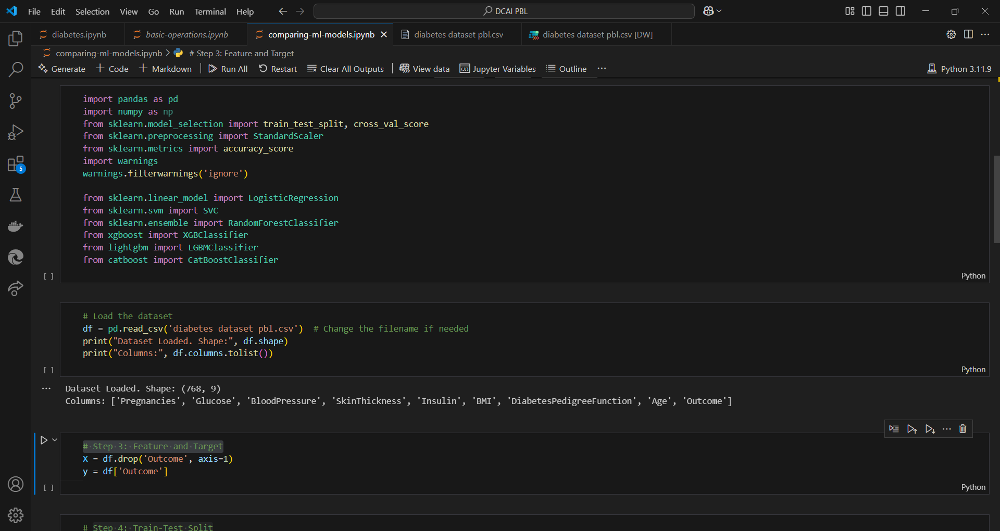 File Edit Selection View Go Run Terminal Help DCAI PBL
diabetes.ipynb basic-operations.ipynb comparing-ml-models.ipynb diabetes dataset pbl.csv diabetes dataset pbl.csv [DW]
comparing-ml-models.ipynb > # Step 3: Feature and Target
Generate + Code + Markdown Run All Restart Clear All Outputs View data Jupyter Variables Outline ... Python 3.11.9
import pandas as pd
import numpy as np
from sklearn.model_selection import train_test_split, cross_val_score
from sklearn.preprocessing import StandardScaler
from sklearn.metrics import accuracy_score
import warnings
warnings.filterwarnings('ignore')
from sklearn.linear_model import LogisticRegression
from sklearn.svm import SVC
from sklearn.ensemble import RandomForestClassifier
from xgboost import XGBClassifier
from lightgbm import LGBMClassifier
from catboost import CatBoostClassifier
[ ] Python
# Load the dataset
df = pd.read_csv('diabetes dataset pbl.csv')  # Change the filename if needed
print("Dataset Loaded. Shape:", df.shape)
print("Columns:", df.columns.tolist())
[ ] Python
Dataset Loaded. Shape: (768, 9)
Columns: ['Pregnancies', 'Glucose', 'BloodPressure', 'SkinThickness', 'Insulin', 'BMI', 'DiabetesPedigreeFunction', 'Age', 'Outcome']
# Step 3: Feature and Target
X = df.drop('Outcome', axis=1)
y = df['Outcome']
[ ] Python
# Step 4: Train-Test Split
5